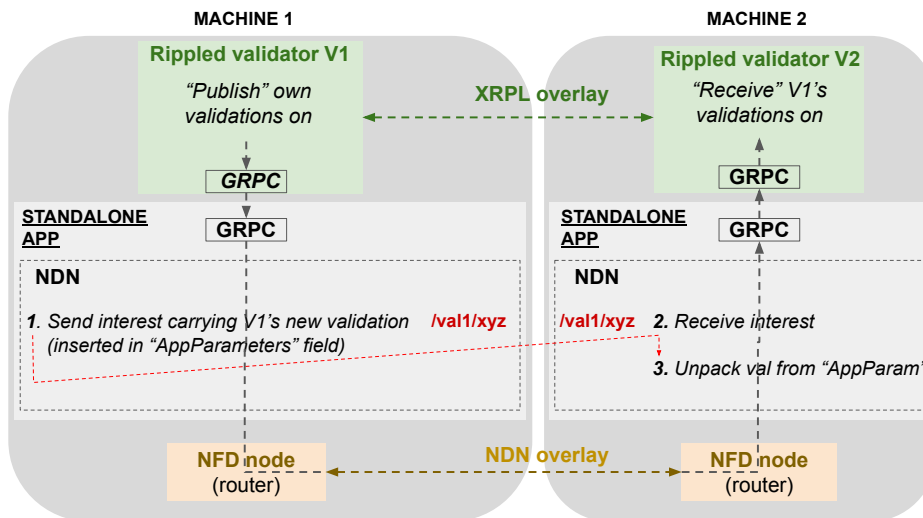 MACHINE 1
Rippled validator V1
“Publish” own
validations on
GRPC
STANDALONE
APP
GRPC
NDN
1. Send interest carrying V1’s new validation /val1/xyz
(inserted in “AppParameters” field)
NFD node
(router)
XRPL overlay
NDN overlay
MACHINE 2
Rippled validator V2
“Receive” V1’s
validations on
GRPC
STANDALONE
APP
GRPC
NDN
/val1/xyz 2. Receive interest
3. Unpack val from “AppParam”
NFD node
(router)